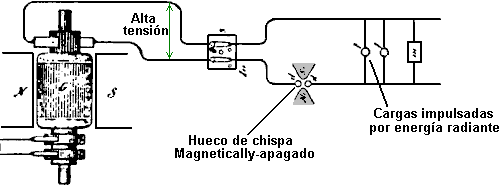 Alta
tensión
N
G
S
Hueco de chispa
Magnetically-apagado
Cargas impulsadas
por energía radiante